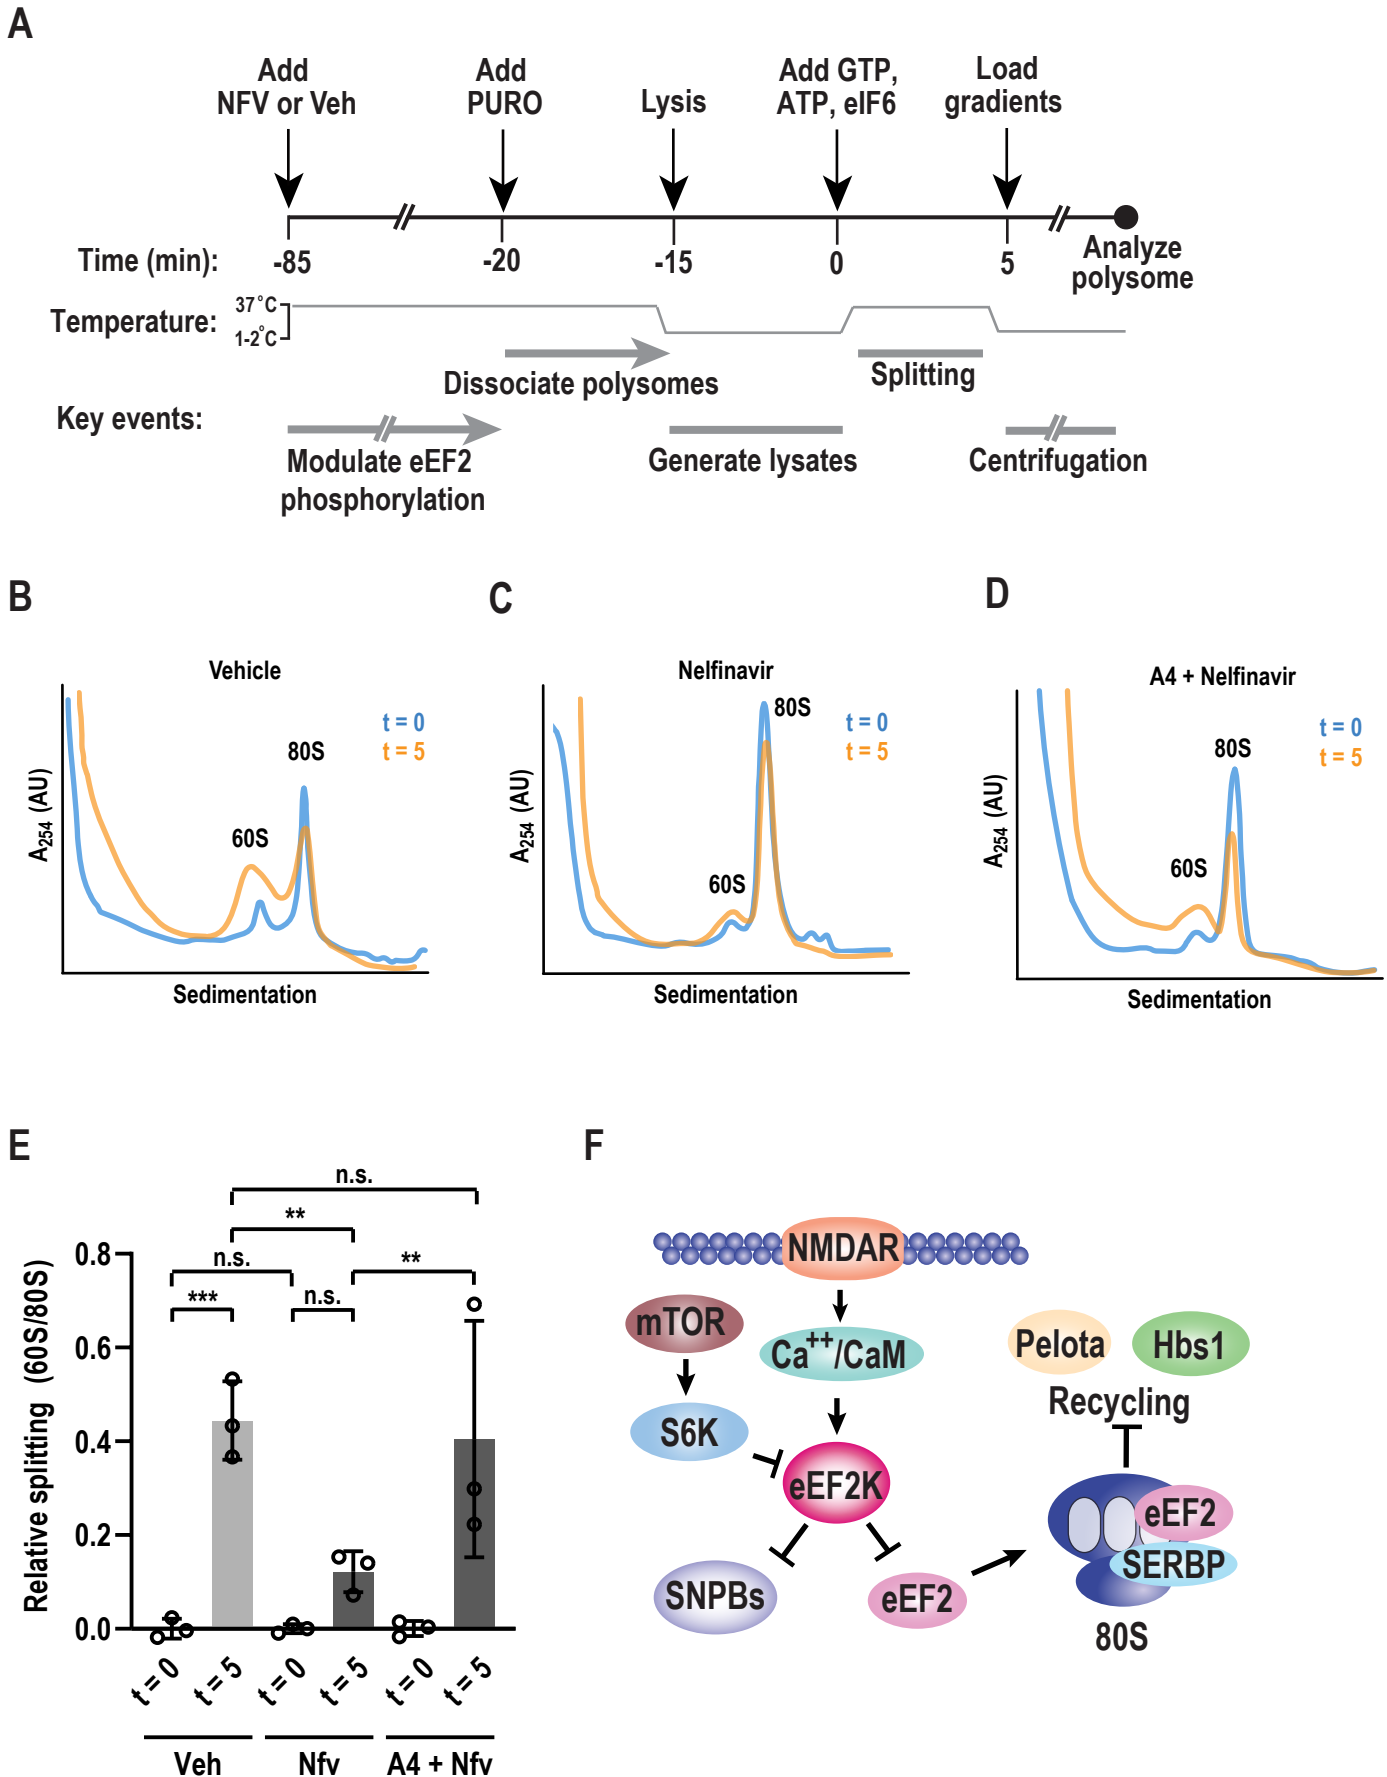 A
Add
NFV or Veh
Add
PURO
Lysis
Add GTP,
ATP, eIF6
Load
gradients
Time (min):
-85
-20
-15
0
5
Analyze
polysome
Temperature:
37°C
1-2°C
Dissociate polysomes
Splitting
Key events:
Modulate eEF2
phosphorylation
Generate lysates
Centrifugation
B
Vehicle
t = 0
t = 5
80S
60S
A254 (AU)
Sedimentation
C
Nelfinavir
80S
t = 0
t = 5
60S
A254 (AU)
Sedimentation
D
A4 + Nelfinavir
t = 0
t = 5
80S
60S
A254 (AU)
Sedimentation
E
n.s.
**
n.s.
**
***
n.s.
Relative splitting (60S/80S)
0.8
0.6
0.4
0.2
0.0
t = 0
t = 5
t = 0
t = 5
t = 0
t = 5
Veh
Nfv
A4 + Nfv
F
NMDAR
mTOR
Ca++/CaM
S6K
eEF2K
SNPBs
eEF2
Pelota
Hbs1
Recycling
eEF2
SERBP
80S